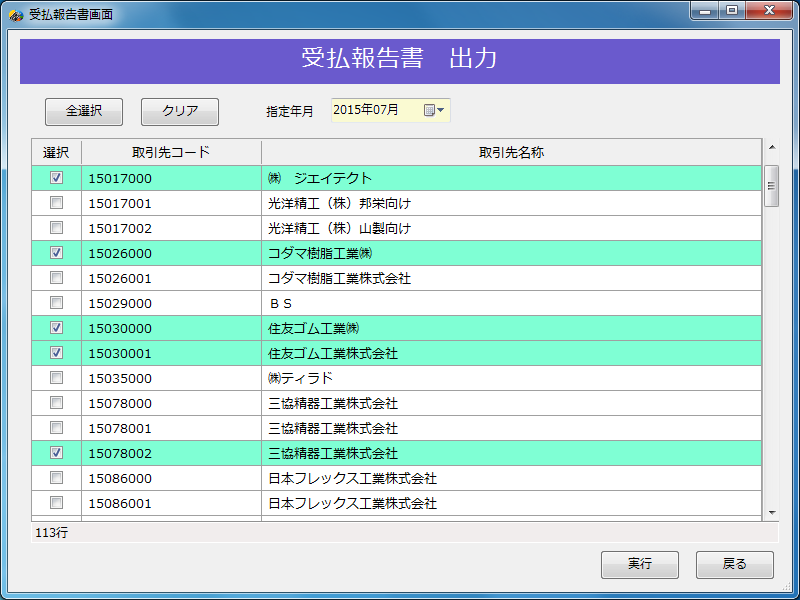 受払報告書画面
受払報告書　出力
全選択 クリア 指定年月 2015年07月
選択 取引先コード 取引先名称
15017000 ㈱　ジエイテクト
15017001 光洋精工（株）邦栄向け
15017002 光洋精工（株）山製向け
15026000 コダマ樹脂工業㈱
15026001 コダマ樹脂工業株式会社
15029000 ＢＳ
15030000 住友ゴム工業㈱
15030001 住友ゴム工業株式会社
15035000 ㈱ティラド
15078000 三協精器工業株式会社
15078001 三協精器工業株式会社
15078002 三協精器工業株式会社
15086000 日本フレックス工業株式会社
15086001 日本フレックス工業株式会社
113行
実行 戻る